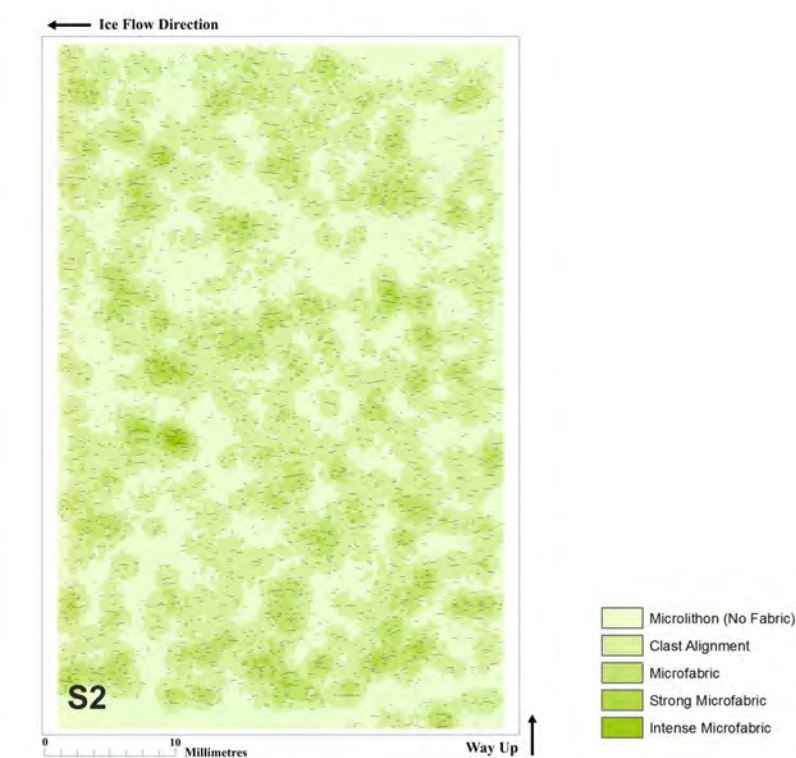 Ice Flow Direction
S2
0 10
Millimetres
Way Up
Microlithon (No Fabric)
Clast Alignment
Microfabric
Strong Microfabric
Intense Microfabric